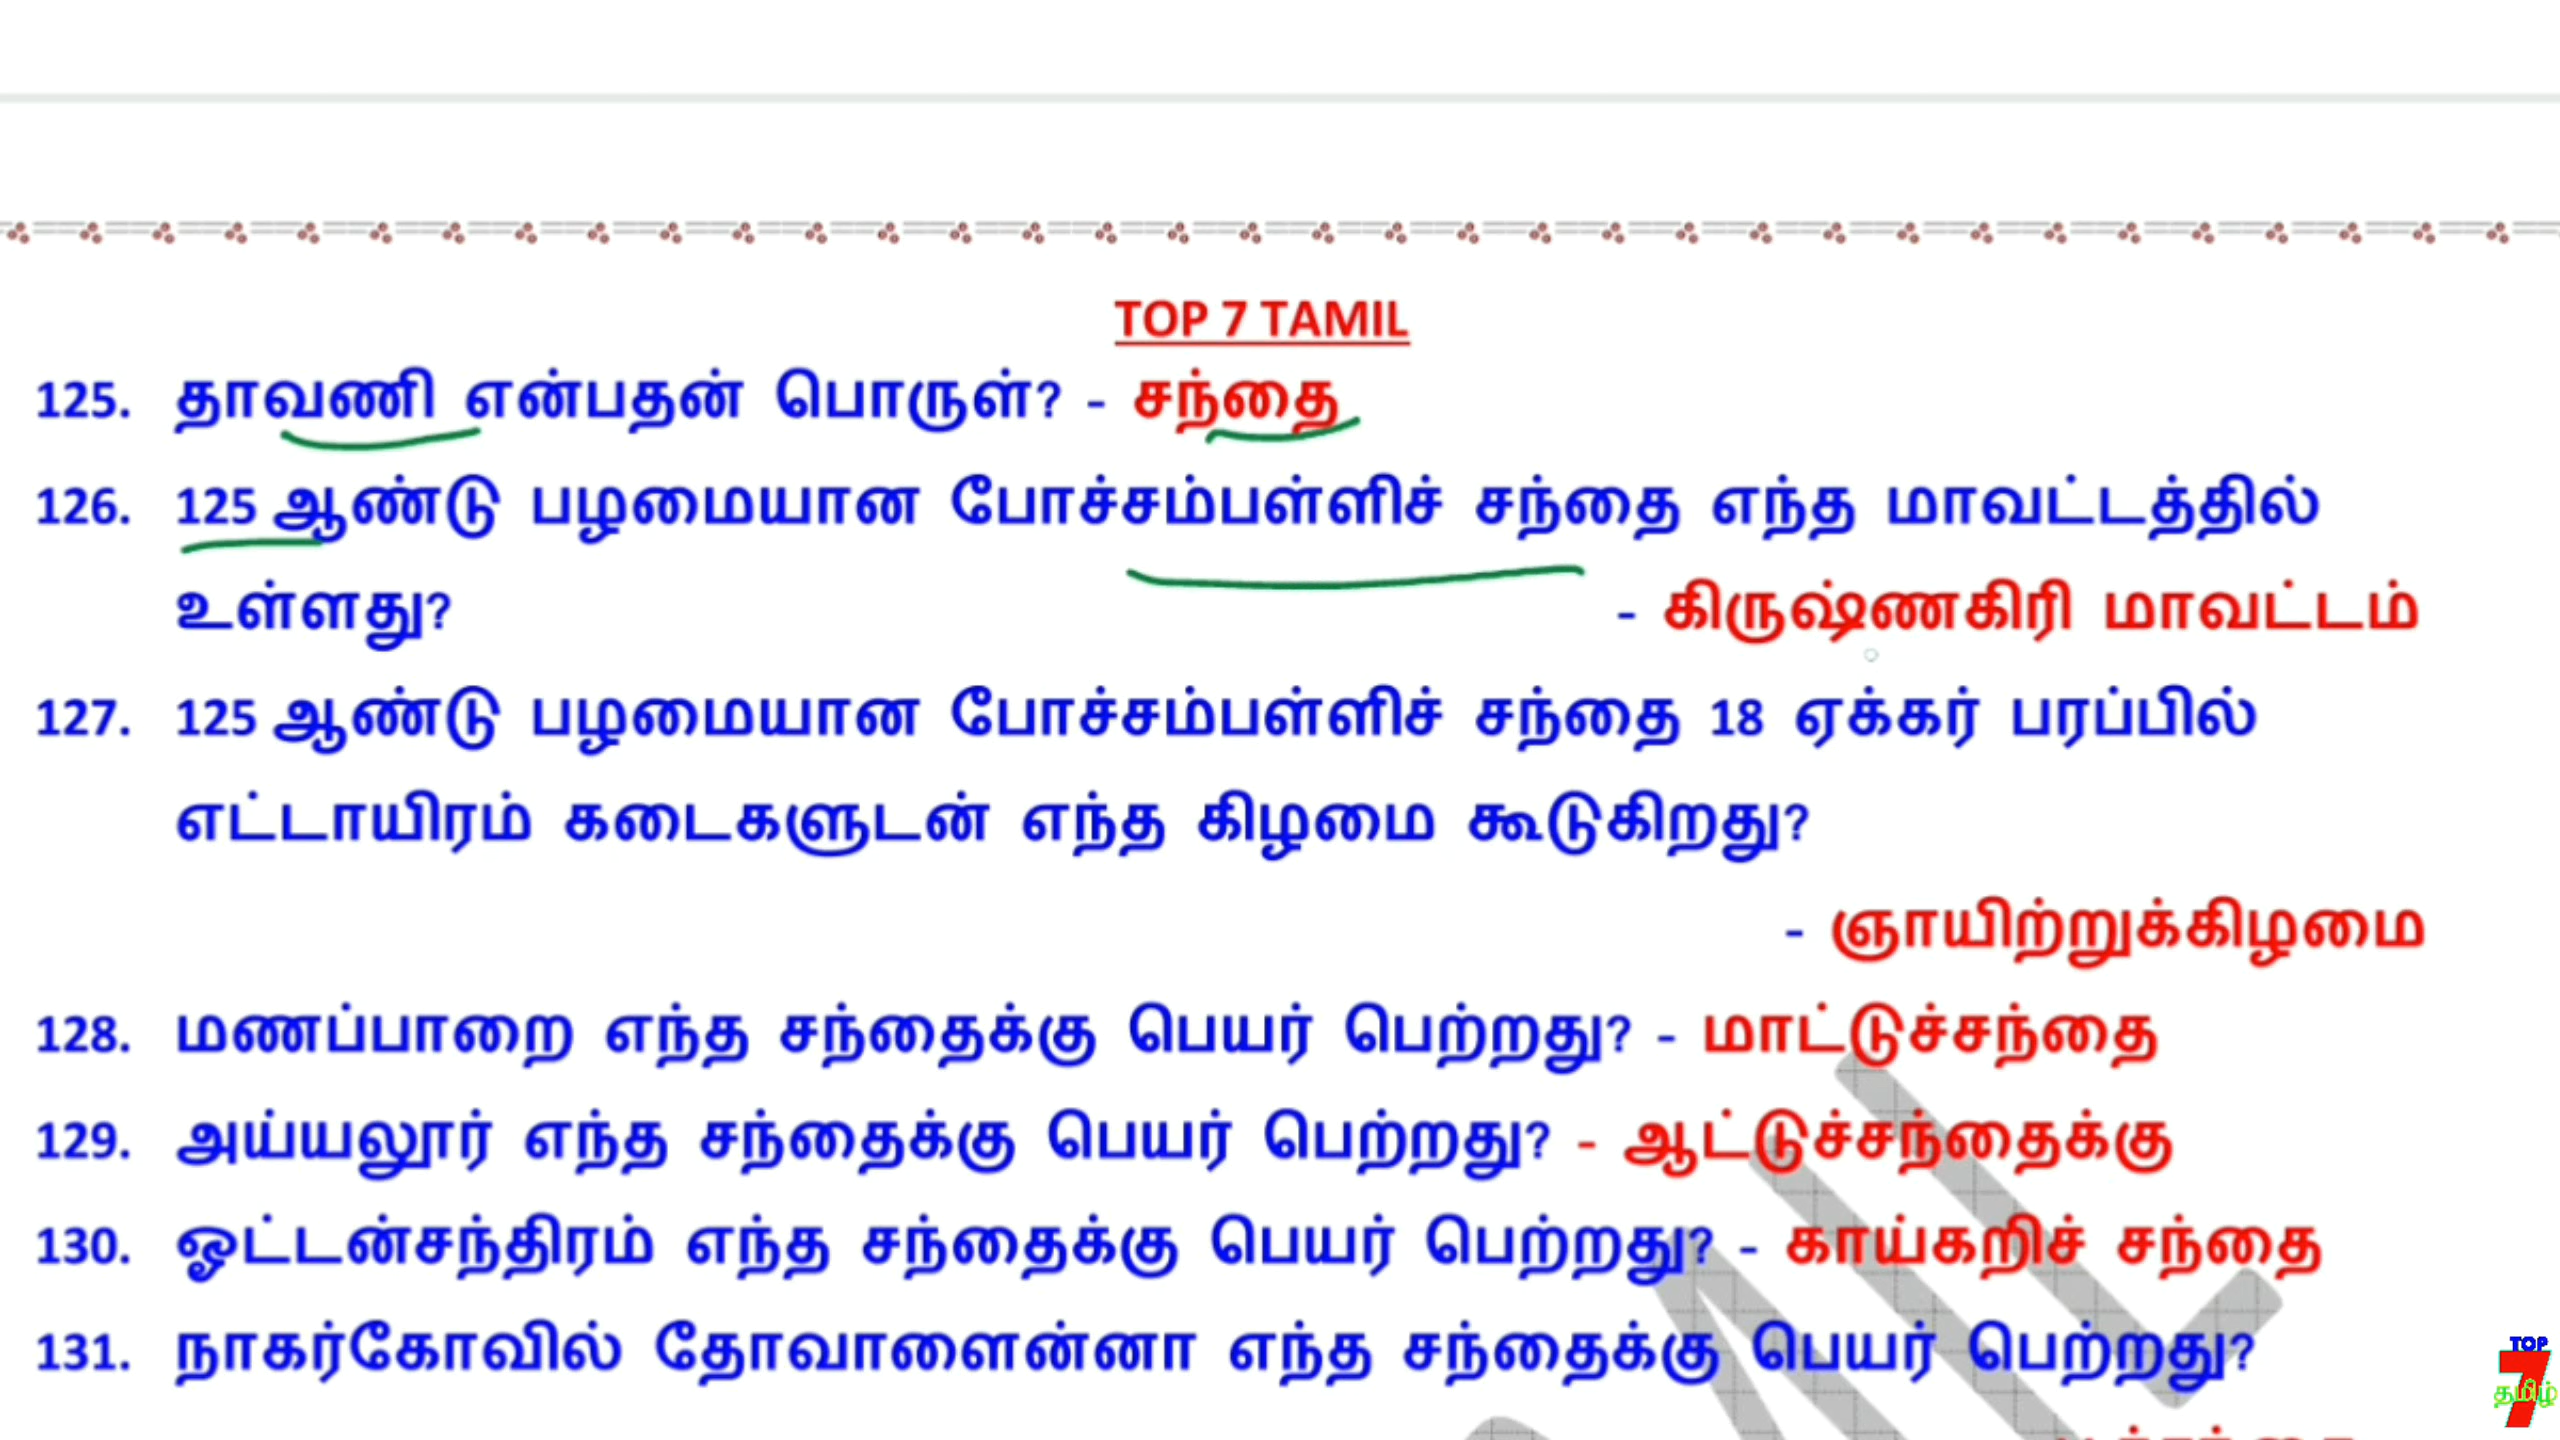 TOP 7 TAMIL
125. தாவணி என்பதன் பொருள்? - சந்தை
126. 125 ஆண்டு பழமையான போச்சம்பள்ளிச் சந்தை எந்த மாவட்டத்தில்
உள்ளது? - கிருஷ்ணகிரி மாவட்டம்
127. 125 ஆண்டு பழமையான போச்சம்பள்ளிச் சந்தை 18 ஏக்கர் பரப்பில்
எட்டாயிரம் கடைகளுடன் எந்த கிழமை கூடுகிறது?
- ஞாயிற்றுக்கிழமை
128. மணப்பாறை எந்த சந்தைக்கு பெயர் பெற்றது? - மாட்டுச்சந்தை
129. அய்யலூர் எந்த சந்தைக்கு பெயர் பெற்றது? - ஆட்டுச்சந்தைக்கு
130. ஓட்டன்சந்திரம் எந்த சந்தைக்கு பெயர் பெற்றது? - காய்கறிச் சந்தை
131. நாகர்கோவில் தோவாளைன்னா எந்த சந்தைக்கு பெயர் பெற்றது?
TOP
7
தமிழ்